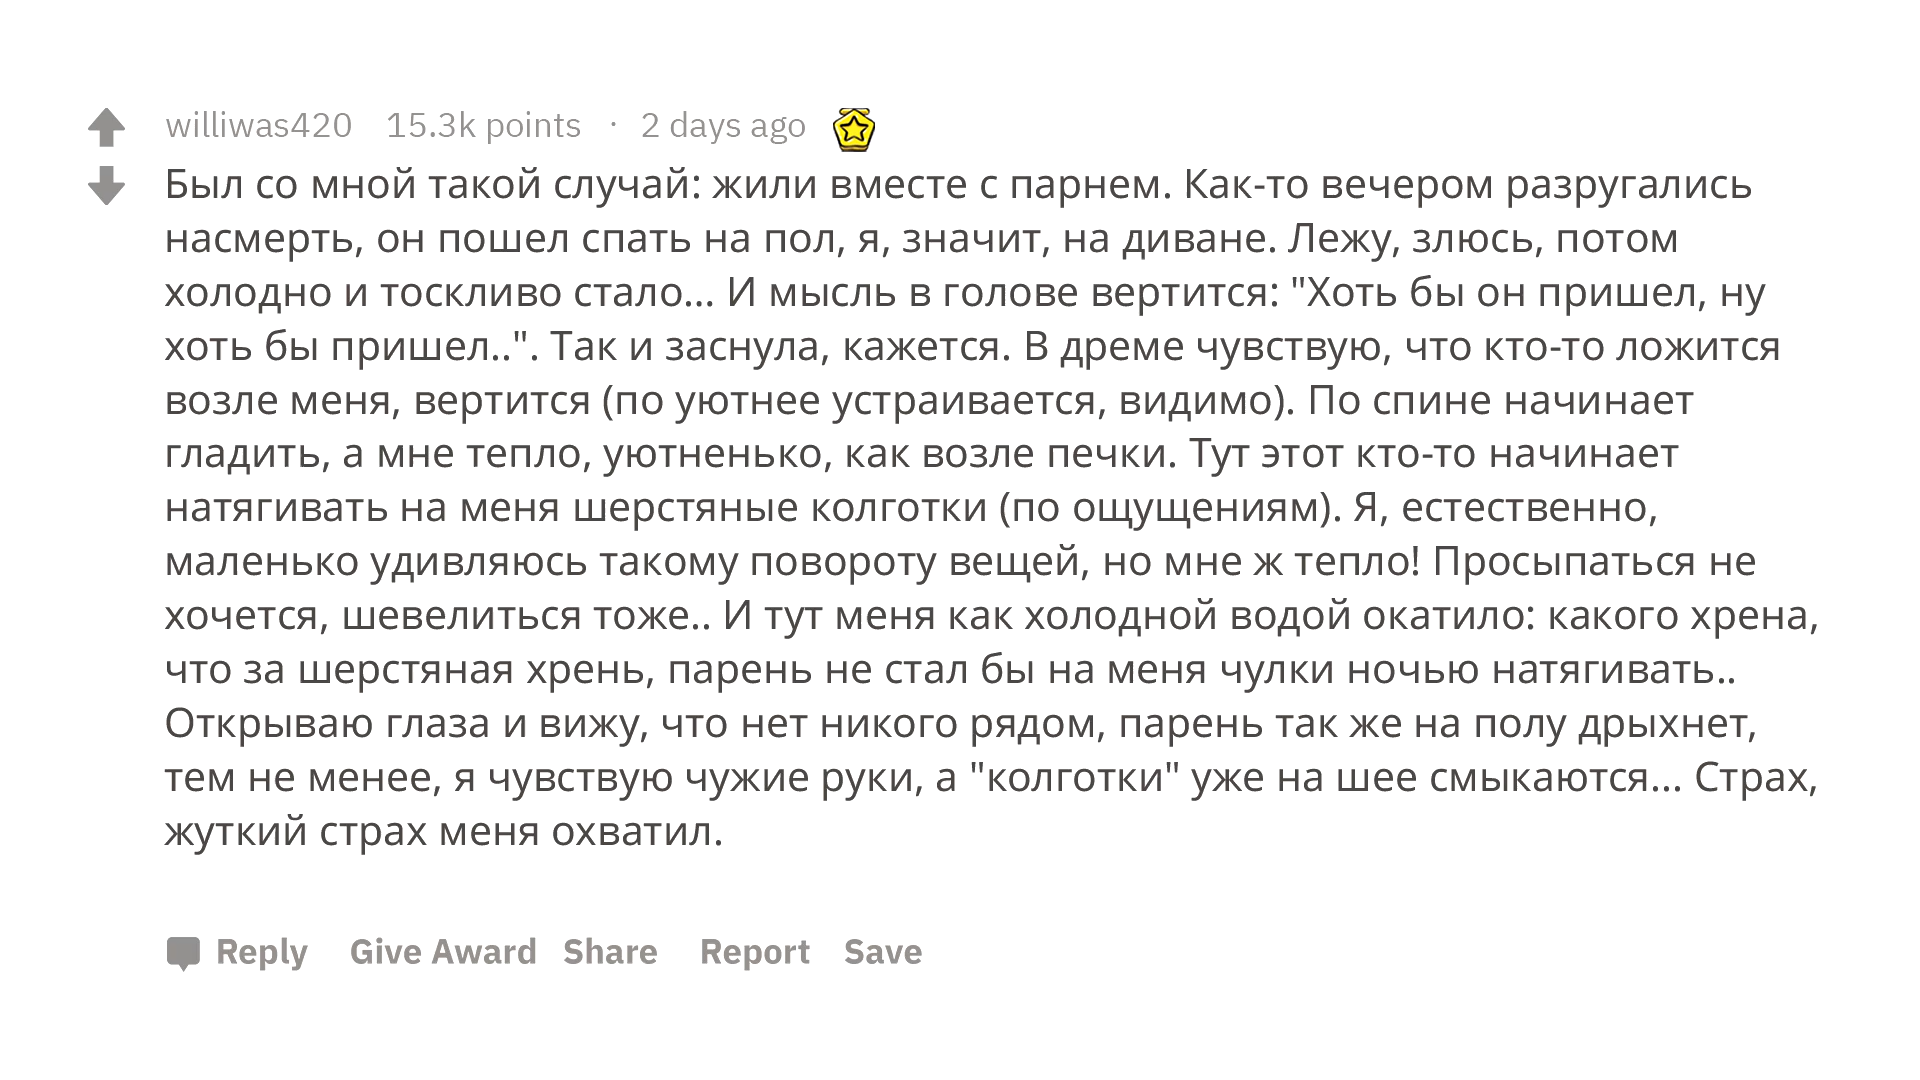 williwas420 15.3k points · 2 days ago
Был со мной такой случай: жили вместе с парнем. Как-то вечером разругались
насмерть, он пошел спать на пол, я, значит, на диване. Лежу, злюсь, потом
холодно и тоскливо стало... И мысль в голове вертится: "Хоть бы он пришел, ну
хоть бы пришел..". Так и заснула, кажется. В дреме чувствую, что кто-то ложится
возле меня, вертится (по уютнее устраивается, видимо). По спине начинает
гладить, а мне тепло, уютненько, как возле печки. Тут этот кто-то начинает
натягивать на меня шерстяные колготки (по ощущениям). Я, естественно,
маленько удивляюсь такому повороту вещей, но мне ж тепло! Просыпаться не
хочется, шевелиться тоже.. И тут меня как холодной водой окатило: какого хрена,
что за шерстяная хрень, парень не стал бы на меня чулки ночью натягивать..
Открываю глаза и вижу, что нет никого рядом, парень так же на полу дрыхнет,
тем не менее, я чувствую чужие руки, а "колготки" уже на шее смыкаются... Страх,
жуткий страх меня охватил.
Reply Give Award Share Report Save